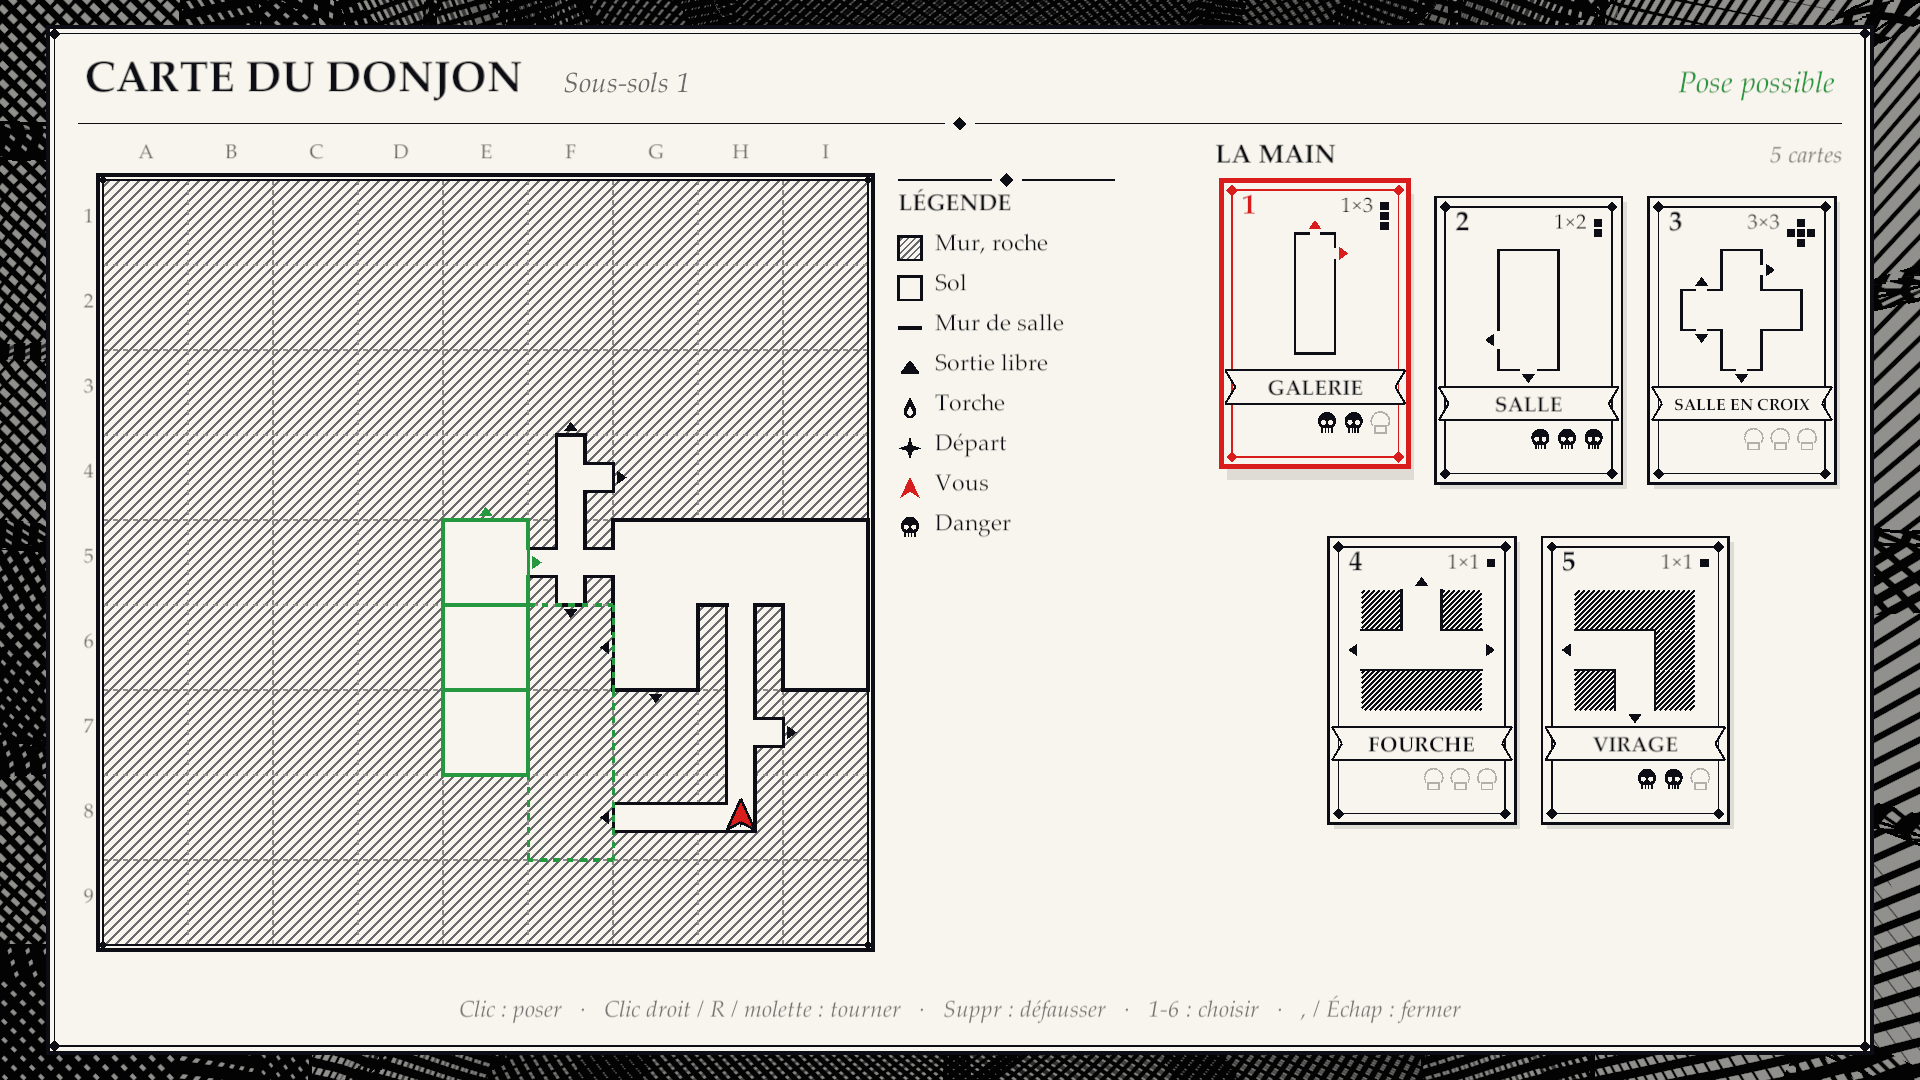 CARTE DU DONJON Sous-sols 1 Pose possible
A B C D E F G H I
1
2
3
4
5
6
7
8
9
LÉGENDE
Mur, roche
Sol
Mur de salle
Sortie libre
Torche
Départ
Vous
Danger
LA MAIN 5 cartes
1 1×3
GALERIE
2 1×2
SALLE
3 3×3
SALLE EN CROIX
4 1×1
FOURCHE
5 1×1
VIRAGE
Clic : poser · Clic droit / R / molette : tourner · Suppr : défausser · 1-6 : choisir · , / Échap : fermer